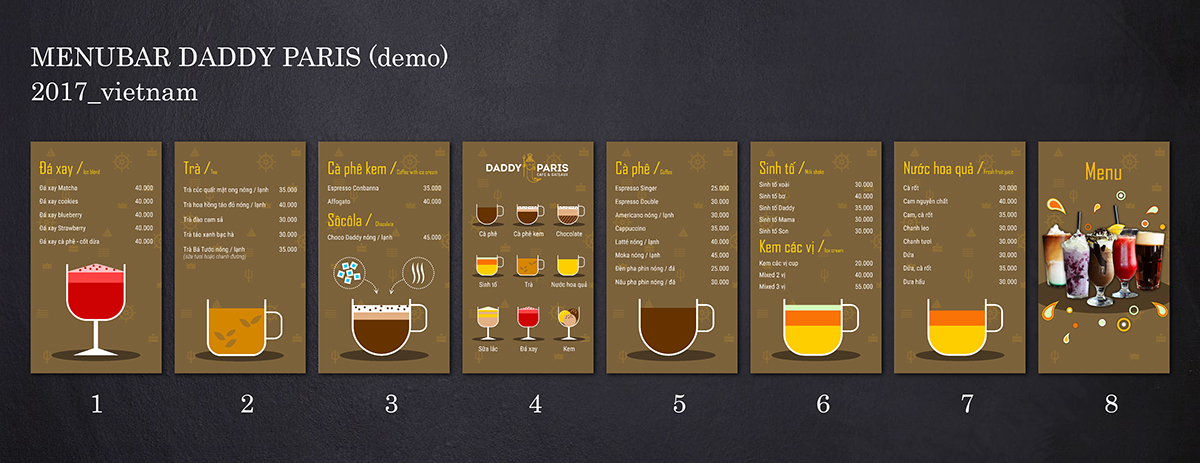 MENUBAR DADDY PARIS (demo)
2017_vietnam
Đá xay / Ice blend
Đá xay Matcha 40.000
Đá xay cookies 40.000
Đá xay blueberry 40.000
Đá xay Strawberry 40.000
Đá xay cà phê - cốt dừa 40.000
1
Trà / Tea
Trà cúc quất mật ong nóng / lạnh 35.000
Trà hoa hồng táo đỏ nóng / lạnh 40.000
Trà đào cam sả 30.000
Trà táo xanh bạc hà 30.000
Trà Bá Tước nóng / lạnh 35.000
(sữa tươi hoặc chanh đường)
2
Cà phê kem / Coffee with ice cream
Espresso Conbanna 35.000
Affogato 40.000
Sôcôla / Chocolate
Choco Daddy nóng / lạnh 45.000
3
DADDY PARIS
CAFE & BATEAUX
Cà phê Cà phê kem Chocolate
Sinh tố Trà Nước hoa quả
Sữa lắc Đá xay Kem
4
Cà phê / Coffee
Espresso Singer 25.000
Espresso Double 30.000
Americano nóng / lạnh 30.000
Cappuccino 35.000
Latté nóng / lạnh 40.000
Moka nóng / lạnh 45.000
Đen pha phin nóng / đá 25.000
Nâu pha phin nóng / đá 30.000
5
Sinh tố / Milk shake
Sinh tố xoài 30.000
Sinh tố bơ 40.000
Sinh tố Daddy 35.000
Sinh tố Mama 30.000
Sinh tố Son 30.000
Kem các vị / Ice cream
Kem các vị cup 20.000
Mixed 2 vị 40.000
Mixed 3 vị 55.000
6
Nước hoa quả / Fresh fruit juice
Cà rốt 30.000
Cam nguyên chất 40.000
Cam, cà rốt 35.000
Chanh leo 30.000
Chanh tươi 30.000
Dứa 30.000
Dứa, cà rốt 35.000
Dưa hấu 30.000
7
Menu
8